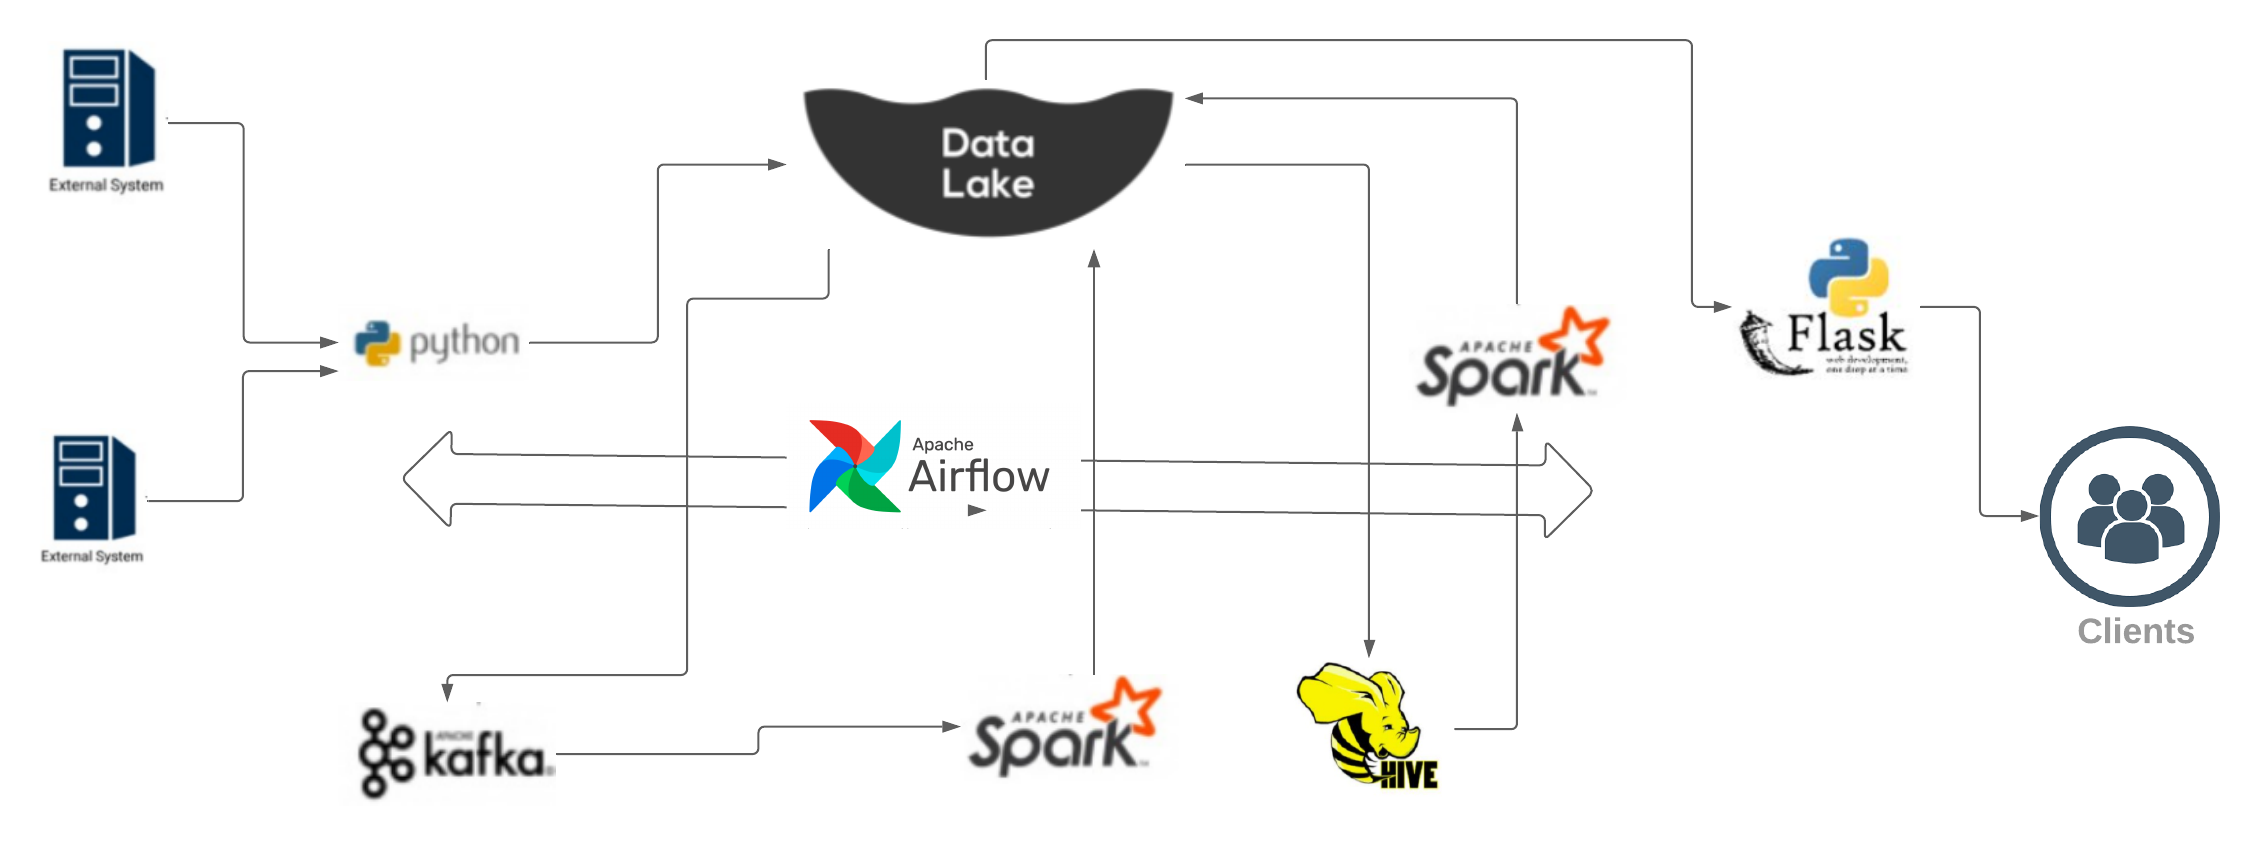 External System
Data
Lake
python
APACHE
Spark
Flask
web development,
one drop at a time
Apache
Airflow
External System
Clients
APACHE
kafka
APACHE
Spark
HIVE